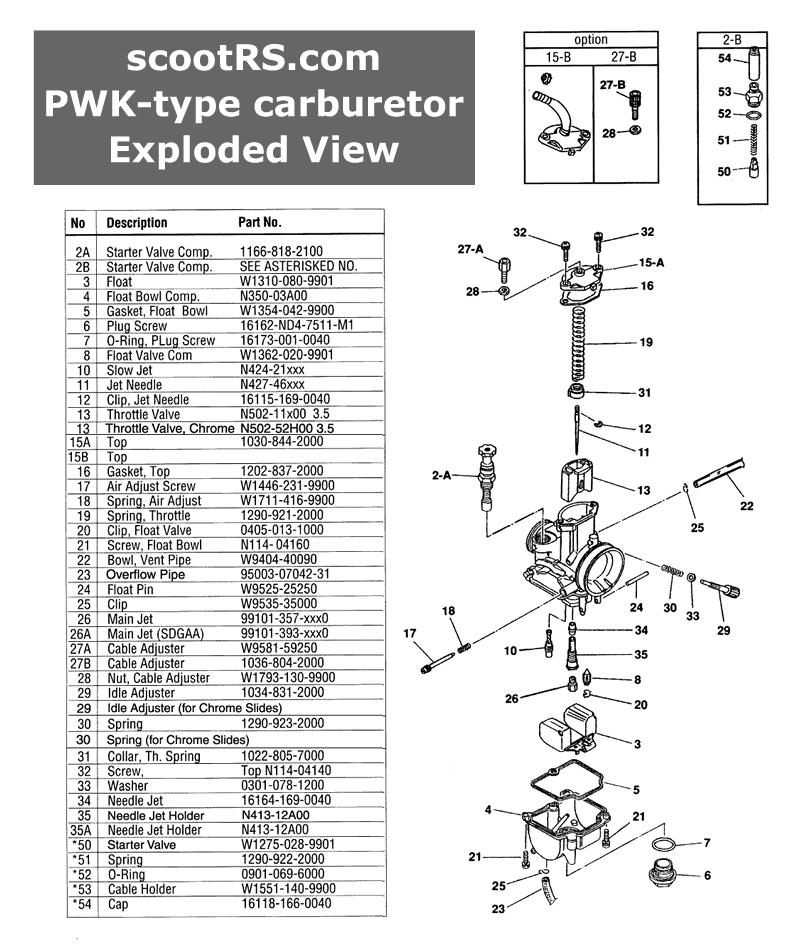 scootRS.com
PWK-type carburetor
Exploded View
option
15-B 27-B
27-B
28
2-B
54
53
52
51
50
No Description Part No.
2A Starter Valve Comp. 1166-818-2100
2B Starter Valve Comp. SEE ASTERISKED NO.
3 Float W1310-080-9901
4 Float Bowl Comp. N350-03A00
5 Gasket, Float Bowl W1354-042-9900
6 Plug Screw 16162-ND4-7511-M1
7 O-Ring, PLug Screw 16173-001-0040
8 Float Valve Com W1362-020-9901
10 Slow Jet N424-21xxx
11 Jet Needle N427-46xxx
12 Clip, Jet Needle 16115-169-0040
13 Throttle Valve N502-11x00 3.5
13 Throttle Valve, Chrome N502-52H00 3.5
15A Top 1030-844-2000
15B Top
16 Gasket, Top 1202-837-2000
17 Air Adjust Screw W1446-231-9900
18 Spring, Air Adjust W1711-416-9900
19 Spring, Throttle 1290-921-2000
20 Clip, Float Valve 0405-013-1000
21 Screw, Float Bowl N114- 04160
22 Bowl, Vent Pipe W9404-40090
23 Overflow Pipe 95003-07042-31
24 Float Pin W9525-25250
25 Clip W9535-35000
26 Main Jet 99101-357-xxx0
26A Main Jet (SDGAA) 99101-393-xxx0
27A Cable Adjuster W9581-59250
27B Cable Adjuster 1036-804-2000
28 Nut, Cable Adjuster W1793-130-9900
29 Idle Adjuster 1034-831-2000
29 Idle Adjuster (for Chrome Slides)
30 Spring 1290-923-2000
30 Spring (for Chrome Slides)
31 Collar, Th. Spring 1022-805-7000
32 Screw, Top N114-04140
33 Washer 0301-078-1200
34 Needle Jet 16164-169-0040
35 Needle Jet Holder N413-12A00
35A Needle Jet Holder N413-12A00
*50 Starter Valve W1275-028-9901
*51 Spring 1290-922-2000
*52 O-Ring 0901-069-6000
*53 Cable Holder W1551-140-9900
*54 Cap 16118-166-0040
32 32
27-A
15-A
28
16
19
31
12
11
2-A
13
22
25
24
30
33
29
18
17
10
34
35
8
26
20
3
5
4
21
7
21
6
25
23